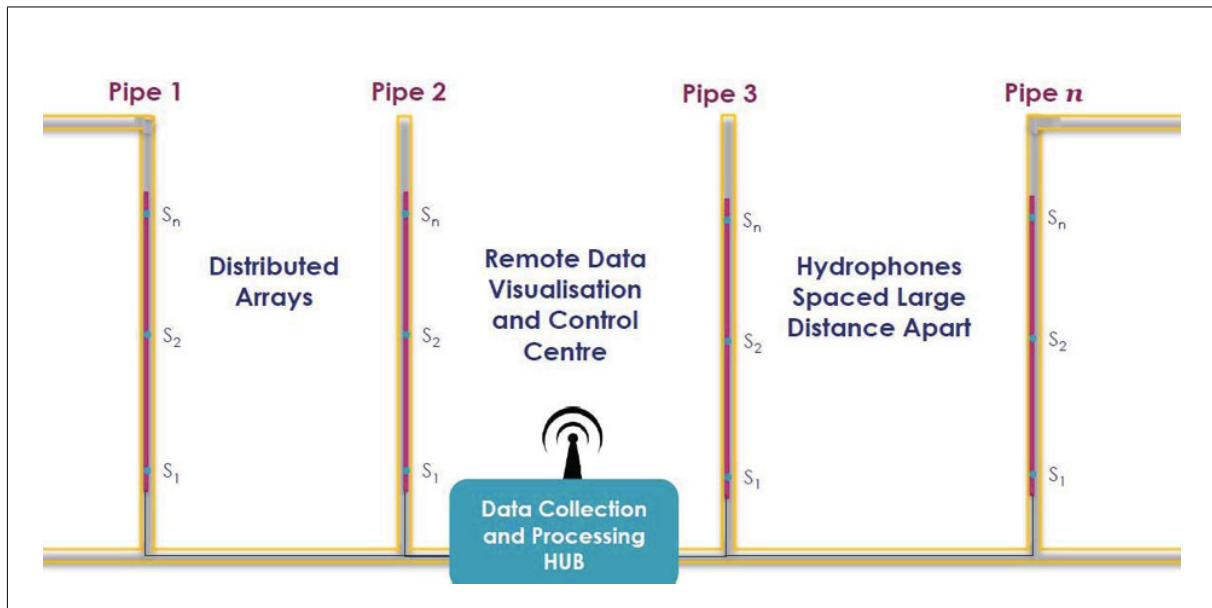 Pipe 1
Pipe 2
Pipe 3
Pipe n
Sn
Sn
Sn
Sn
Distributed
Arrays
Remote Data
Visualisation
and Control
Centre
Hydrophones
Spaced Large
Distance Apart
S2
S2
S2
S2
S1
S1
S1
S1
Data Collection
and Processing
HUB